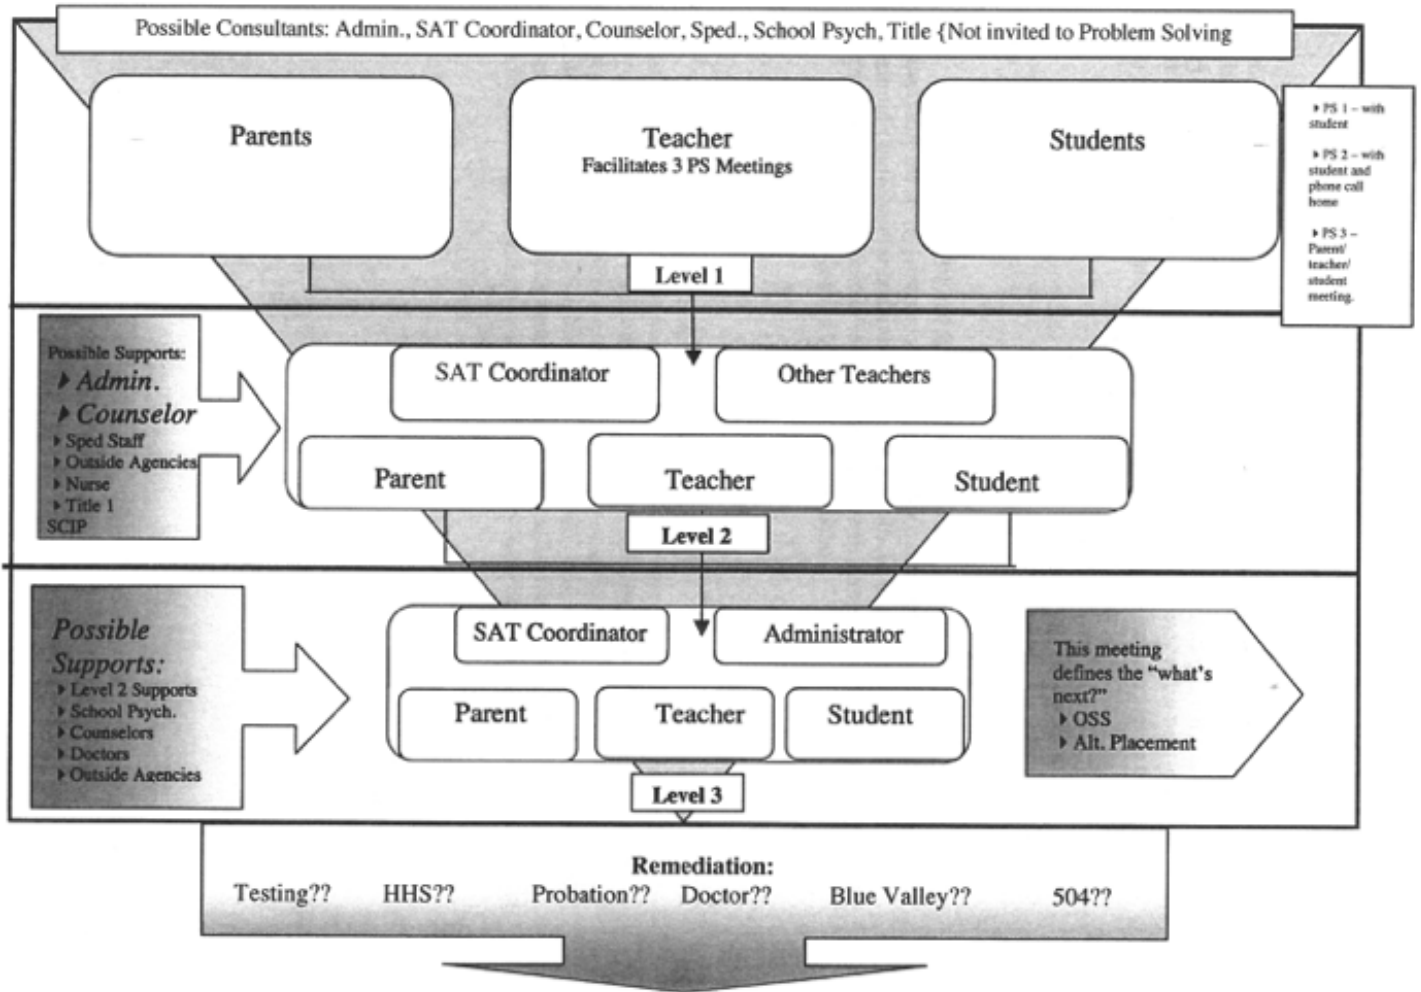 Possible Consultants: Admin., SAT Coordinator, Counselor, Sped., School Psych, Title {Not invited to Problem Solving
Parents
Teacher
Facilitates 3 PS Meetings
Students
PS 1 – with
student
PS 2 – with
student and
phone call
home
PS 3 –
Parent/
teacher/
student
meeting.
Level 1
Possible Supports:
Admin.
Counselor
Sped Staff
Outside Agencies
Nurse
Title 1
SCIP
SAT Coordinator
Other Teachers
Parent
Teacher
Student
Level 2
Possible
Supports:
Level 2 Supports
School Psych.
Counselors
Doctors
Outside Agencies
SAT Coordinator
Administrator
Parent
Teacher
Student
This meeting
defines the “what’s
next?”
OSS
Alt. Placement
Level 3
Remediation:
Testing?? HHS?? Probation?? Doctor?? Blue Valley?? 504??